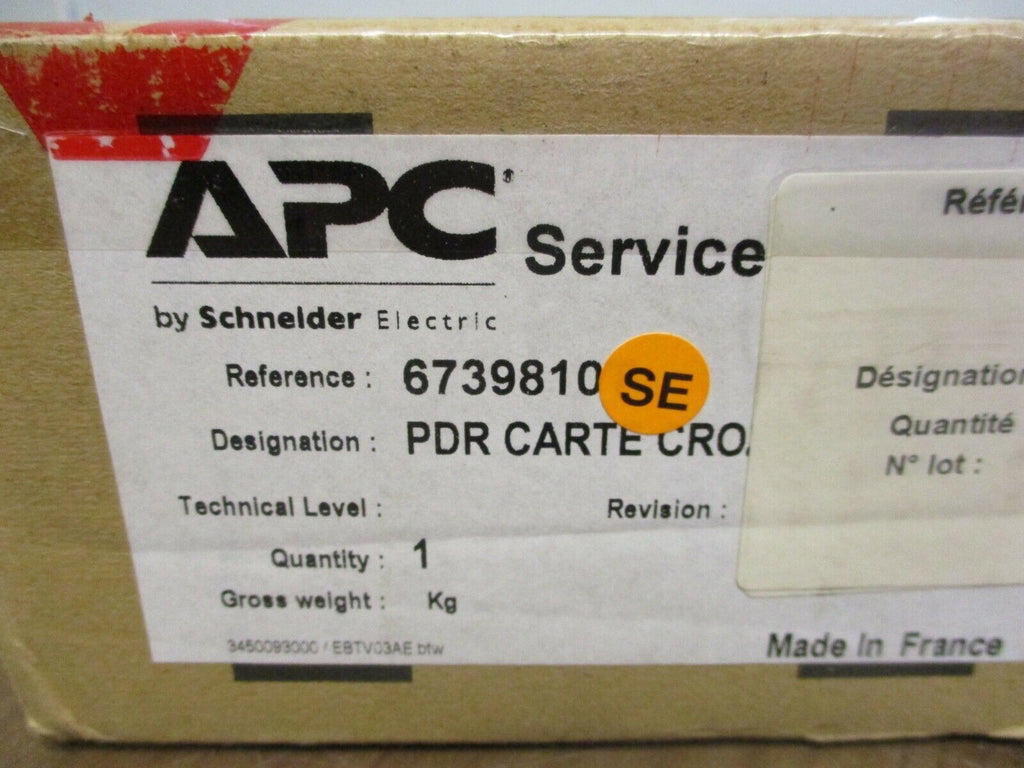 APC®
Service
by Schneider Electric
Reference : 6739810
SE
Designation : PDR CARTE CRO
Technical Level :
Revision :
Quantity : 1
Gross weight : Kg
3450093000 / EBTV03AE.btw
Made In France
Référ
Désignation
Quantité
N° lot :